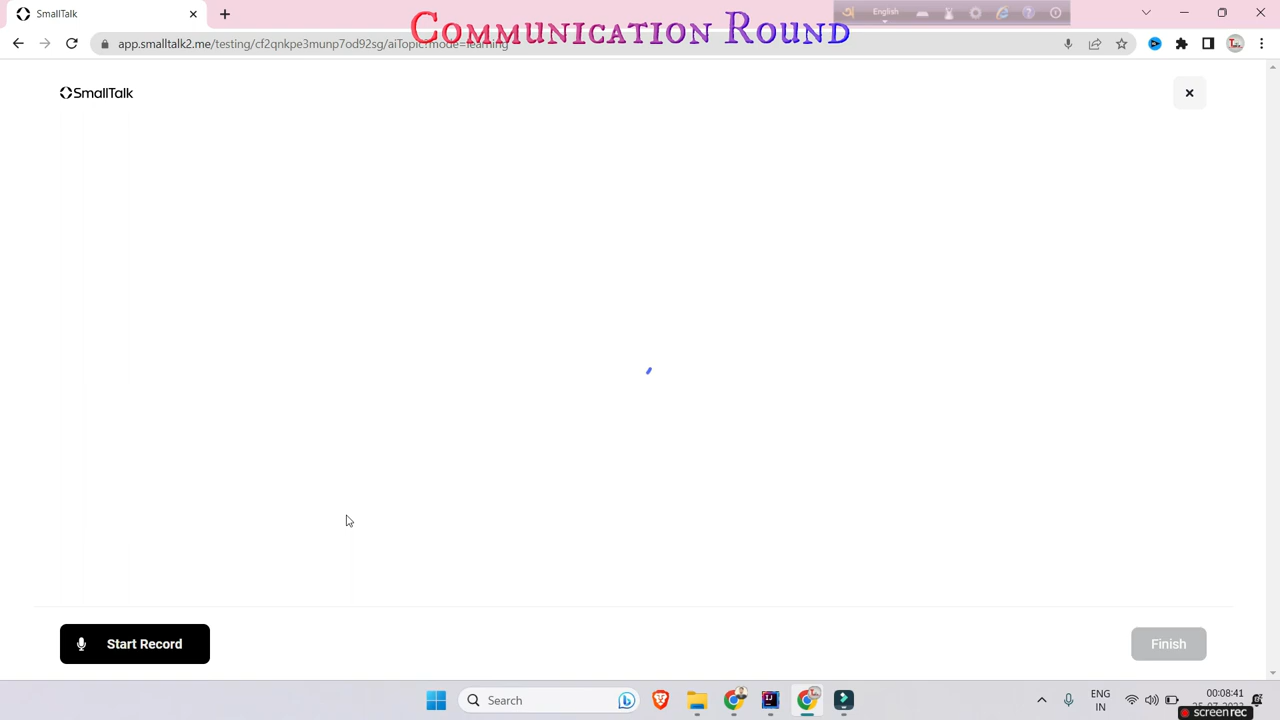 SmallTalk
Communication Round
English
app.smalltalk2.me/testing/cf2qnkpe3munp7od92sg/aiTopic?mode=learning
SmallTalk
Start Record
Finish
Search
ENG
IN
00:08:41
screenrec